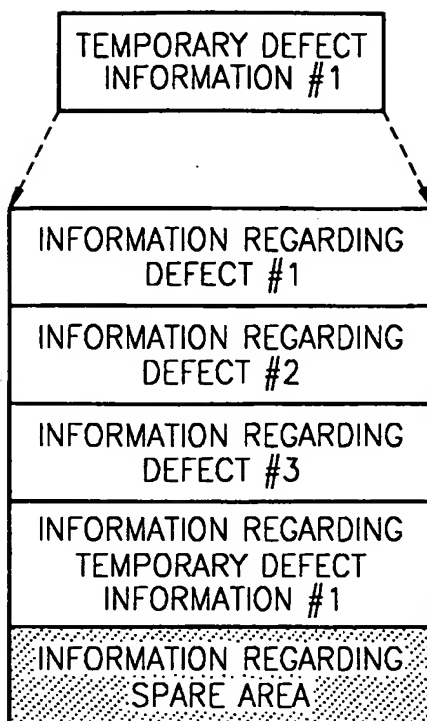 TEMPORARY DEFECT
INFORMATION #1
INFORMATION REGARDING
DEFECT #1
INFORMATION REGARDING
DEFECT #2
INFORMATION REGARDING
DEFECT #3
INFORMATION REGARDING
TEMPORARY DEFECT
INFORMATION #1
INFORMATION REGARDING
SPARE AREA